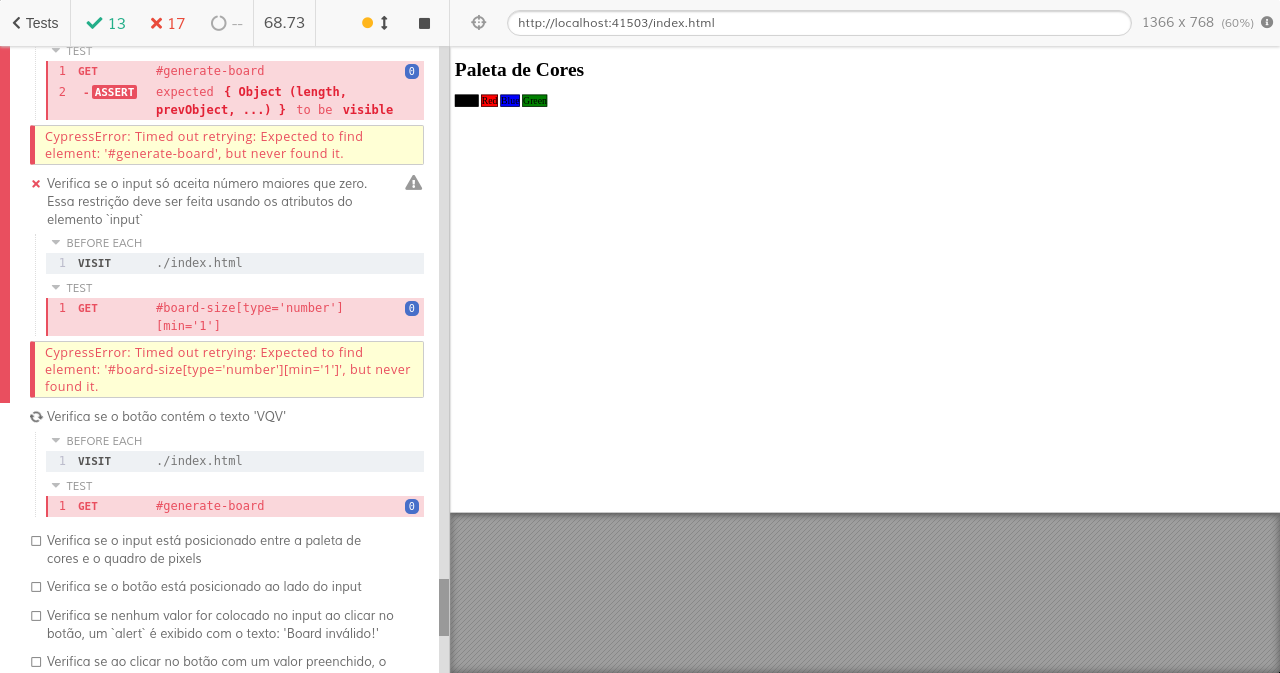 Tests 13 17 -- 68.73
http://localhost:41503/index.html 1366 x 768 (60%)
TEST
1 GET #generate-board 0
2 -ASSERT expected { Object (length,
prevObject, ...) } to be visible
CypressError: Timed out retrying: Expected to find
element: '#generate-board', but never found it.
Verifica se o input só aceita número maiores que zero.
Essa restrição deve ser feita usando os atributos do
elemento `input`
BEFORE EACH
1 VISIT ./index.html
TEST
1 GET #board-size[type='number'] 0
[min='1']
CypressError: Timed out retrying: Expected to find
element: '#board-size[type='number'][min='1']', but never
found it.
Verifica se o botão contém o texto 'VQV'
BEFORE EACH
1 VISIT ./index.html
TEST
1 GET #generate-board 0
Verifica se o input está posicionado entre a paleta de
cores e o quadro de pixels
Verifica se o botão está posicionado ao lado do input
Verifica se nenhum valor for colocado no input ao clicar no
botão, um `alert` é exibido com o texto: 'Board inválido!'
Verifica se ao clicar no botão com um valor preenchido, o
Paleta de Cores
Red Blue Green